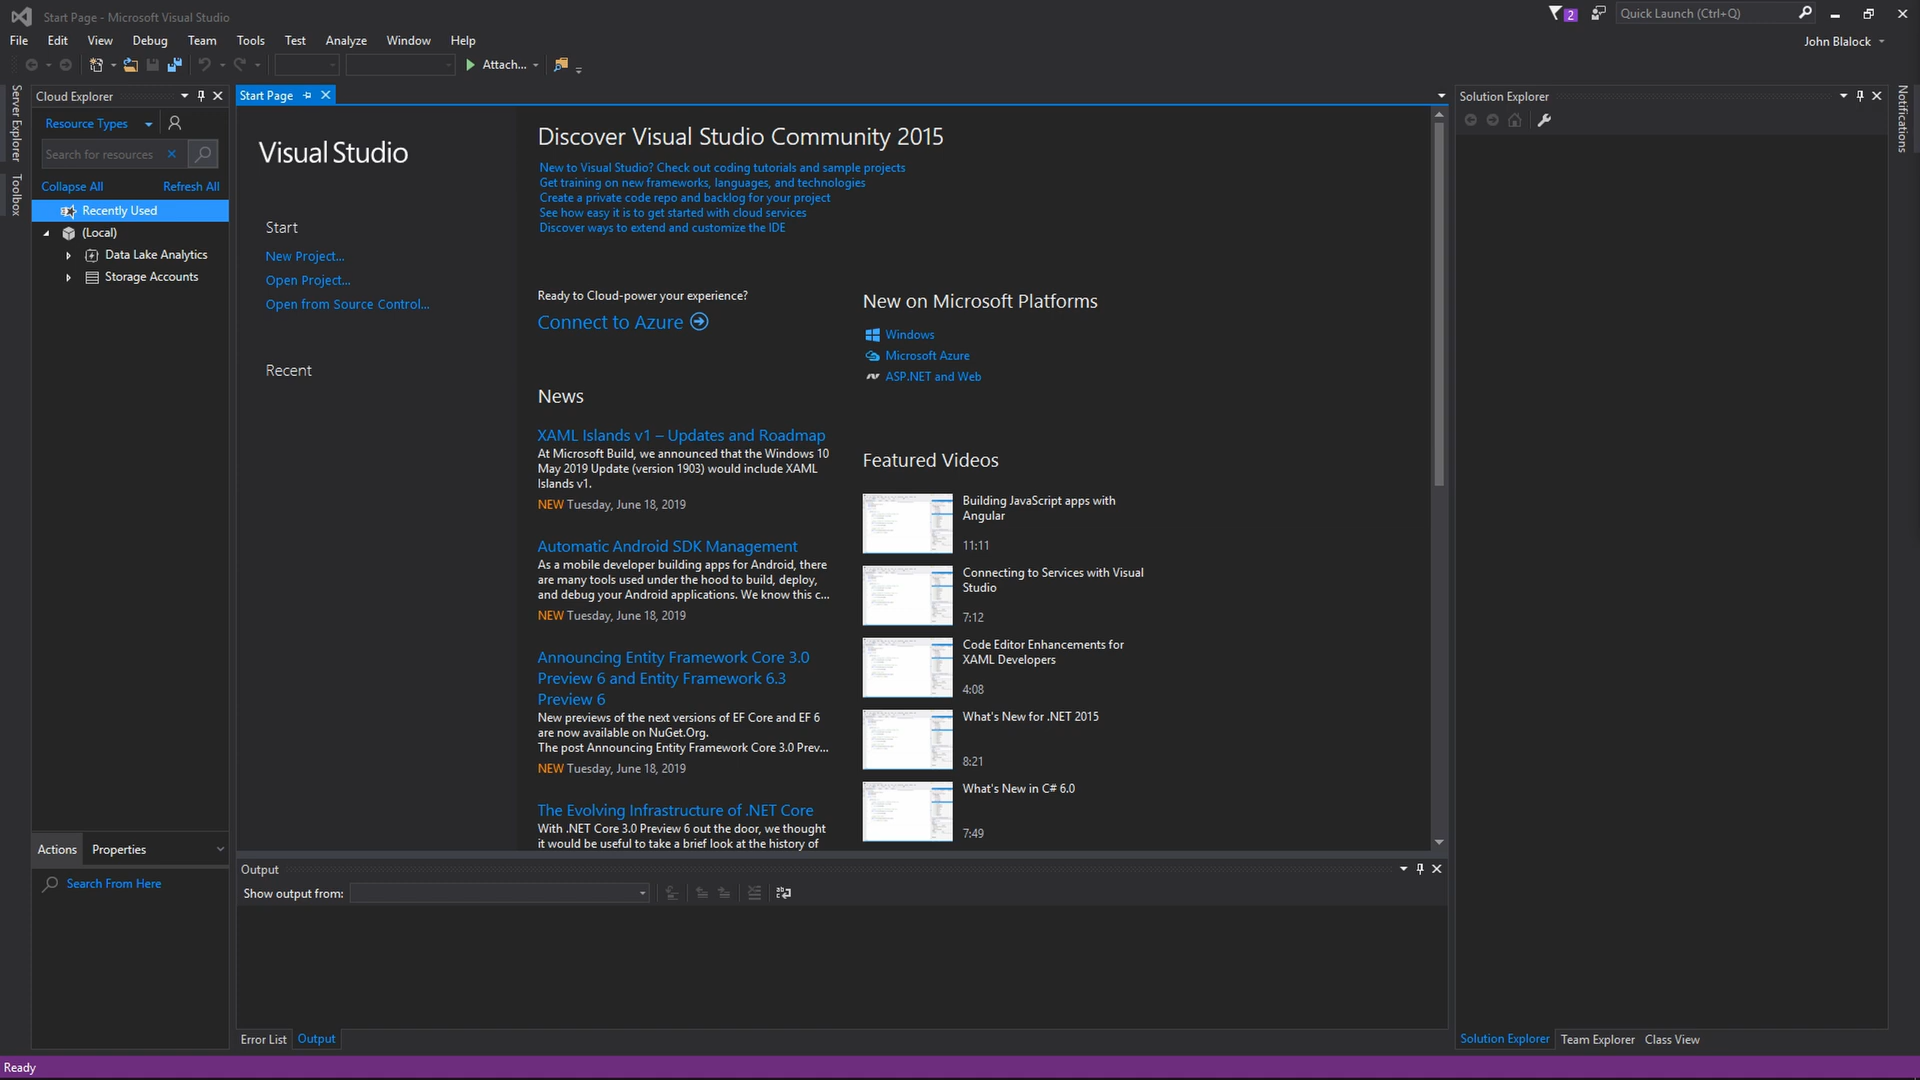 Start Page - Microsoft Visual Studio
2
Quick Launch (Ctrl+Q)
File Edit View Debug Team Tools Test Analyze Window Help
John Blalock
Attach...
Server Explorer
Toolbox
Cloud Explorer
Resource Types
Search for resources
Collapse All Refresh All
Recently Used
(Local)
Data Lake Analytics
Storage Accounts
Actions Properties
Search From Here
Start Page
Visual Studio
Start
New Project...
Open Project...
Open from Source Control...
Recent
Discover Visual Studio Community 2015
New to Visual Studio? Check out coding tutorials and sample projects
Get training on new frameworks, languages, and technologies
Create a private code repo and backlog for your project
See how easy it is to get started with cloud services
Discover ways to extend and customize the IDE
Ready to Cloud-power your experience?
Connect to Azure
News
XAML Islands v1 – Updates and Roadmap
At Microsoft Build, we announced that the Windows 10
May 2019 Update (version 1903) would include XAML
Islands v1.
NEW Tuesday, June 18, 2019
Automatic Android SDK Management
As a mobile developer building apps for Android, there
are many tools used under the hood to build, deploy,
and debug your Android applications. We know this c...
NEW Tuesday, June 18, 2019
Announcing Entity Framework Core 3.0
Preview 6 and Entity Framework 6.3
Preview 6
New previews of the next versions of EF Core and EF 6
are now available on NuGet.Org.
The post Announcing Entity Framework Core 3.0 Prev...
NEW Tuesday, June 18, 2019
The Evolving Infrastructure of .NET Core
With .NET Core 3.0 Preview 6 out the door, we thought
it would be useful to take a brief look at the history of
New on Microsoft Platforms
Windows
Microsoft Azure
ASP.NET and Web
Featured Videos
Building JavaScript apps with
Angular
11:11
Connecting to Services with Visual
Studio
7:12
Code Editor Enhancements for
XAML Developers
4:08
What's New for .NET 2015
8:21
What's New in C# 6.0
7:49
Output
Show output from:
Error List Output
Solution Explorer
Notifications
Solution Explorer Team Explorer Class View
Ready